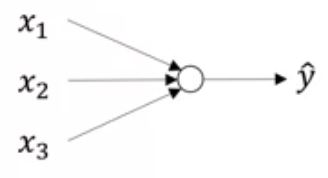 x₁
x₂ ŷ
x₃